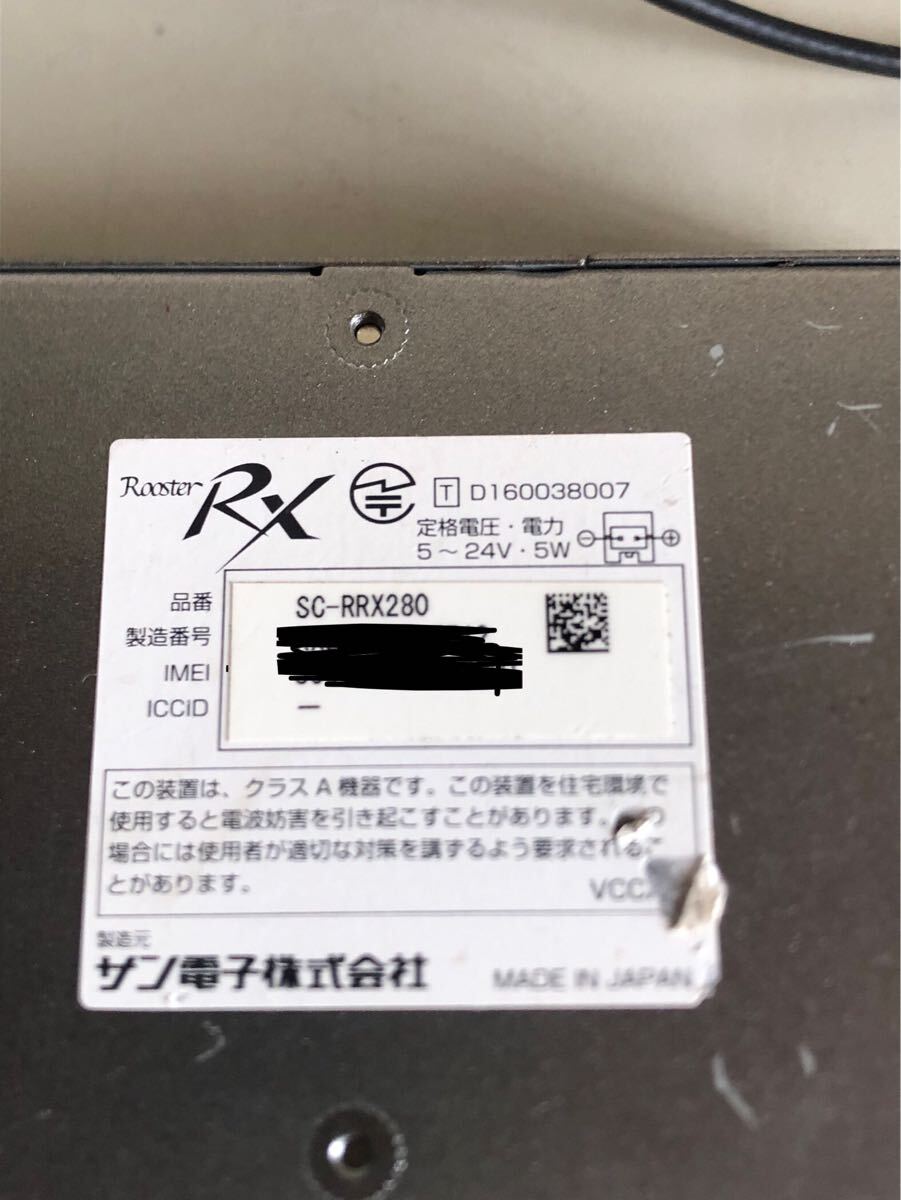 Rooster RX
T D160038007
定格電圧・電力
5～24V・5W
品番 SC-RRX280
製造番号
IMEI
ICCID ー
この装置は、クラスA機器です。この装置を住宅環境で
使用すると電波妨害を引き起こすことがあります。
場合には使用者が適切な対策を講ずるよう要求されるこ
とがあります。
製造元
サン電子株式会社 MADE IN JAPAN